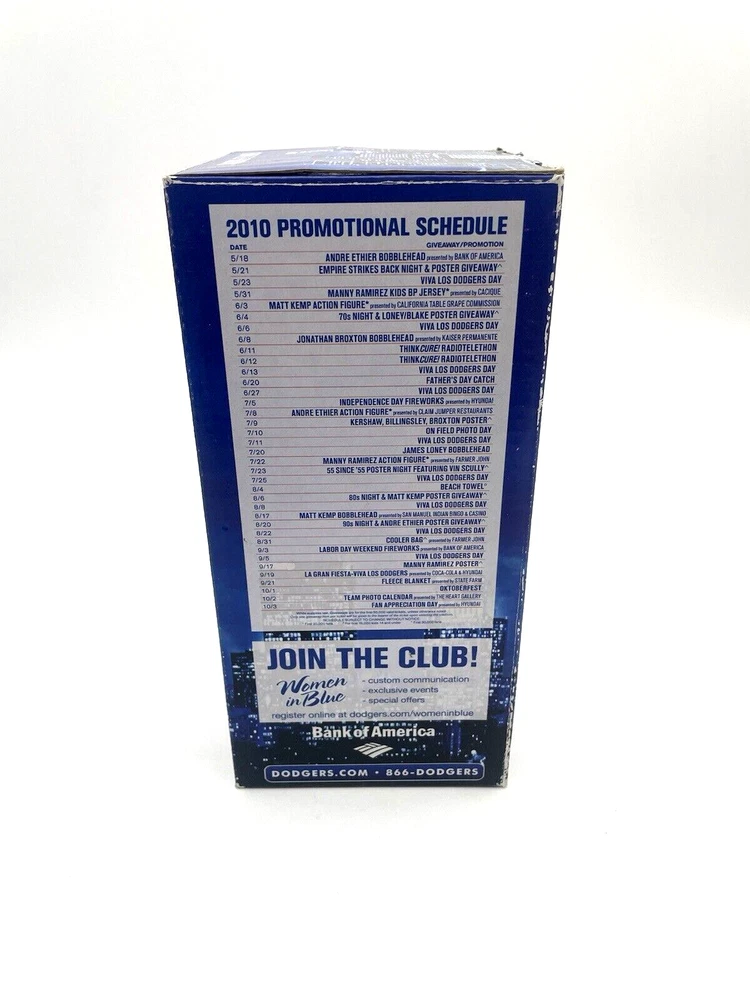 2010 PROMOTIONAL SCHEDULE
DATE GIVEAWAY/PROMOTION
5/18 ANDRE ETHIER BOBBLEHEAD presented by BANK OF AMERICA
5/21 EMPIRE STRIKES BACK NIGHT & POSTER GIVEAWAY^
5/23 VIVA LOS DODGERS DAY
5/31 MANNY RAMIREZ KIDS BP JERSEY* presented by CACIQUE
6/3 MATT KEMP ACTION FIGURE* presented by CALIFORNIA TABLE GRAPE COMMISSION
6/4 70s NIGHT & LONEY/BLAKE POSTER GIVEAWAY^
6/6 VIVA LOS DODGERS DAY
6/8 JONATHAN BROXTON BOBBLEHEAD presented by KAISER PERMANENTE
6/11 THINKCURE! RADIOTELETHON
6/12 THINKCURE! RADIOTELETHON
6/13 VIVA LOS DODGERS DAY
6/20 FATHER'S DAY CATCH
6/27 VIVA LOS DODGERS DAY
7/5 INDEPENDENCE DAY FIREWORKS presented by HYUNDAI
7/8 ANDRE ETHIER ACTION FIGURE* presented by CLAIM JUMPER RESTAURANTS
7/9 KERSHAW, BILLINGSLEY, BROXTON POSTER^
7/10 ON FIELD PHOTO DAY
7/11 VIVA LOS DODGERS DAY
7/20 JAMES LONEY BOBBLEHEAD
7/22 MANNY RAMIREZ ACTION FIGURE* presented by FARMER JOHN
7/23 55 SINCE '55 POSTER NIGHT FEATURING VIN SCULLY^
7/25 VIVA LOS DODGERS DAY
8/4 BEACH TOWEL^
8/6 80s NIGHT & MATT KEMP POSTER GIVEAWAY^
8/8 VIVA LOS DODGERS DAY
8/17 MATT KEMP BOBBLEHEAD presented by SAN MANUEL INDIAN BINGO & CASINO
8/20 90s NIGHT & ANDRE ETHIER POSTER GIVEAWAY^
8/22 VIVA LOS DODGERS DAY
8/31 COOLER BAG^ presented by FARMER JOHN
9/3 LABOR DAY WEEKEND FIREWORKS presented by BANK OF AMERICA
9/5 VIVA LOS DODGERS DAY
9/17 MANNY RAMIREZ POSTER^
9/19 LA GRAN FIESTA-VIVA LOS DODGERS presented by COCA-COLA & HYUNDAI
9/21 FLEECE BLANKET presented by STATE FARM
10/1 OKTOBERFEST
10/2 TEAM PHOTO CALENDAR presented by THE HEART GALLERY
10/3 FAN APPRECIATION DAY presented by HYUNDAI
SCHEDULE SUBJECT TO CHANGE WITHOUT NOTICE.
JOIN THE CLUB!
Women in Blue
- custom communication
- exclusive events
- special offers
register online at dodgers.com/womeninblue
Bank of America
DODGERS.COM • 866-DODGERS